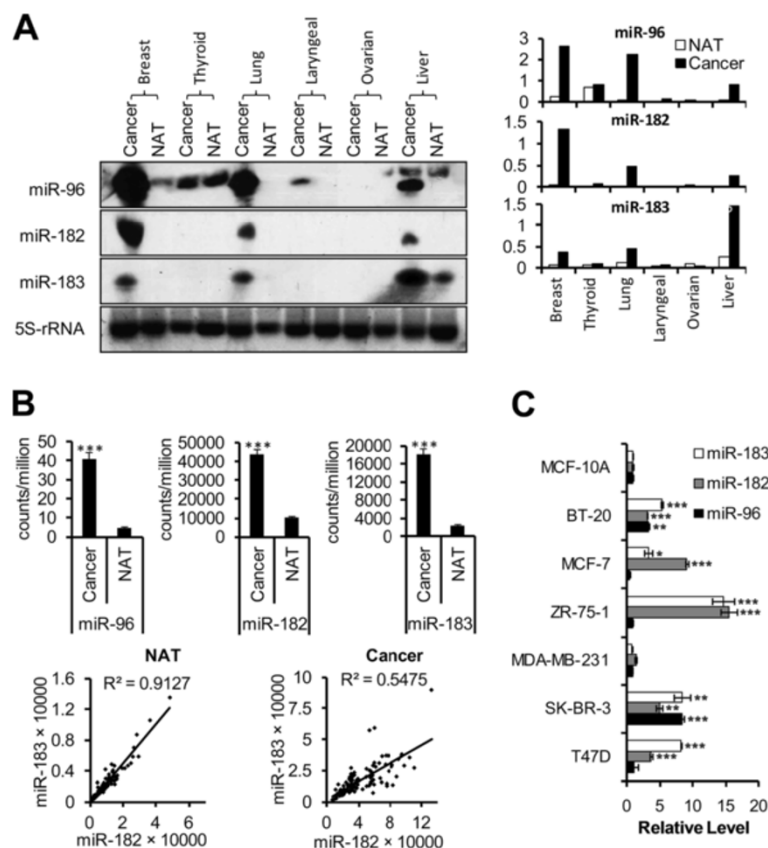 A
Breast
Thyroid
Lung
Laryngeal
Ovarian
Liver
Cancer
NAT
Cancer
NAT
Cancer
NAT
Cancer
NAT
Cancer
NAT
Cancer
NAT
miR-96
miR-182
miR-183
5S-rRNA
miR-96
NAT
Cancer
3
2
1
0
miR-182
1.5
1
0.5
0
miR-183
1.5
1
0.5
0
Breast
Thyroid
Lung
Laryngeal
Ovarian
Liver
B
counts/million
50
40
30
20
10
0
***
Cancer
NAT
miR-96
counts/million
50000
40000
30000
20000
10000
0
***
Cancer
NAT
miR-182
counts/million
20000
16000
12000
8000
4000
0
***
Cancer
NAT
miR-183
NAT
R² = 0.9127
miR-183 × 10000
1.6
1.2
0.8
0.4
0
0 2 4 6
miR-182 × 10000
Cancer
R² = 0.5475
miR-183 × 10000
10
7.5
5
2.5
0
0 4 8 12
miR-182 × 10000
C
miR-183
miR-182
miR-96
MCF-10A
BT-20
***
***
**
MCF-7
*
***
ZR-75-1
***
***
MDA-MB-231
SK-BR-3
**
**
***
T47D
***
***
0 5 10 15 20
Relative Level